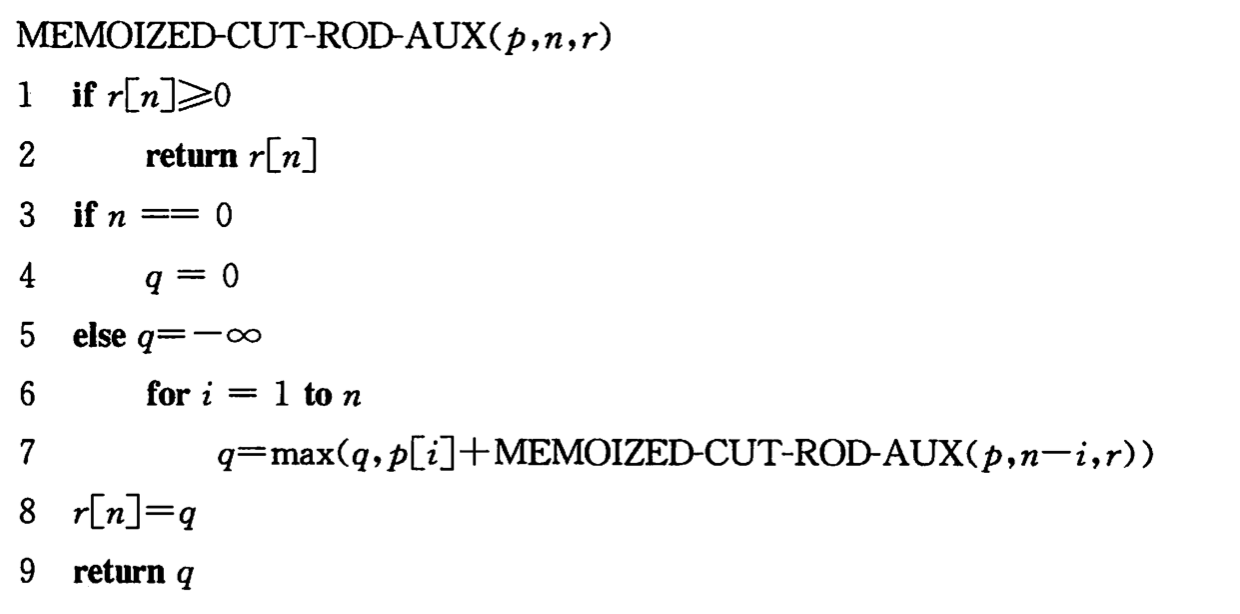 MEMOIZED-CUT-ROD-AUX(p,n,r)
1 if r[n]⩾0
2 return r[n]
3 if n == 0
4 q = 0
5 else q=-∞
6 for i = 1 to n
7 q=max(q,p[i]+MEMOIZED-CUT-ROD-AUX(p,n-i,r))
8 r[n]=q
9 return q